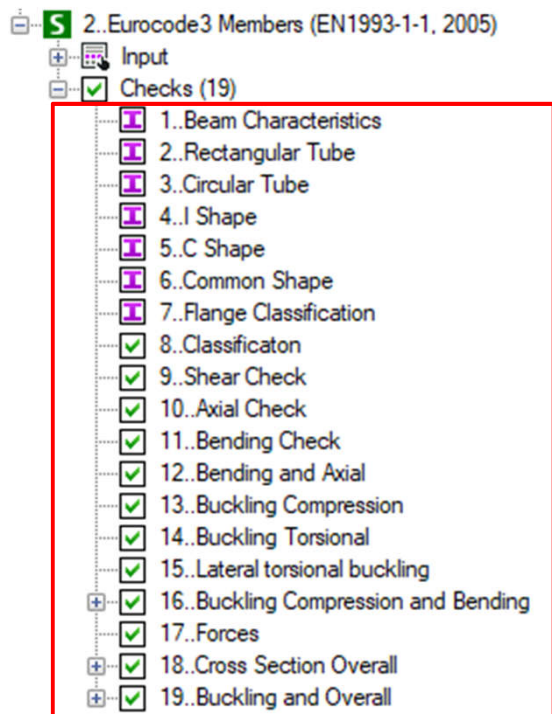 S 2..Eurocode3 Members (EN1993-1-1, 2005)
Input
Checks (19)
1..Beam Characteristics
2..Rectangular Tube
3..Circular Tube
4..I Shape
5..C Shape
6..Common Shape
7..Flange Classification
8..Classificaton
9..Shear Check
10..Axial Check
11..Bending Check
12..Bending and Axial
13..Buckling Compression
14..Buckling Torsional
15..Lateral torsional buckling
16..Buckling Compression and Bending
17..Forces
18..Cross Section Overall
19..Buckling and Overall